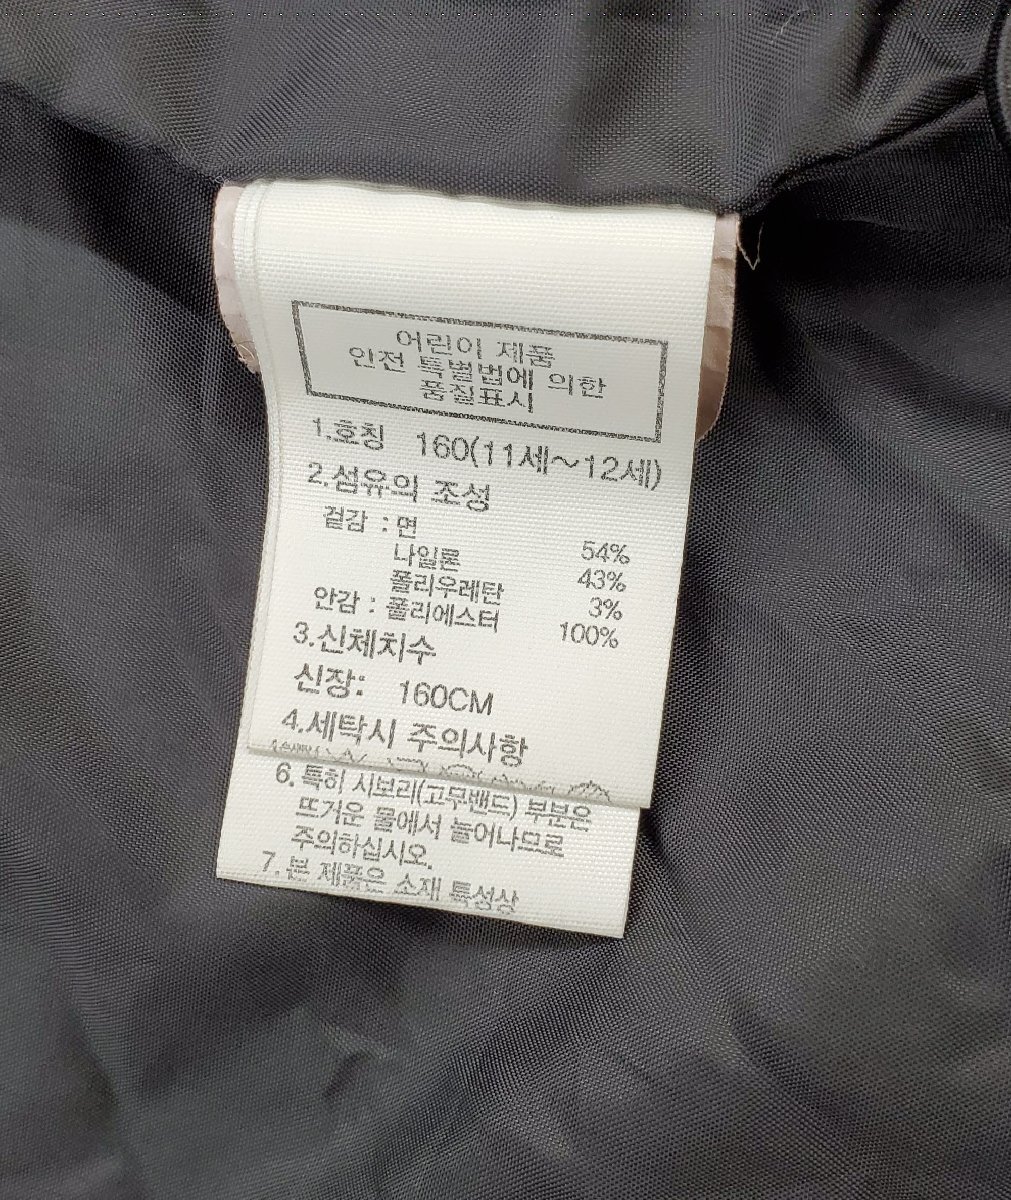 어린이 제품
안전 특별법에 의한
품질표시
1.호칭 160(11세~12세)
2.섬유의 조성
겉감 : 면 54%
나일론 43%
폴리우레탄 3%
안감 : 폴리에스터 100%
3.신체치수
신장: 160CM
4.세탁시 주의사항
6. 특히 시보리(고무밴드) 부분은
뜨거운 물에서 늘어나므로
주의하십시오.
7. 본 제품은 소재 특성상